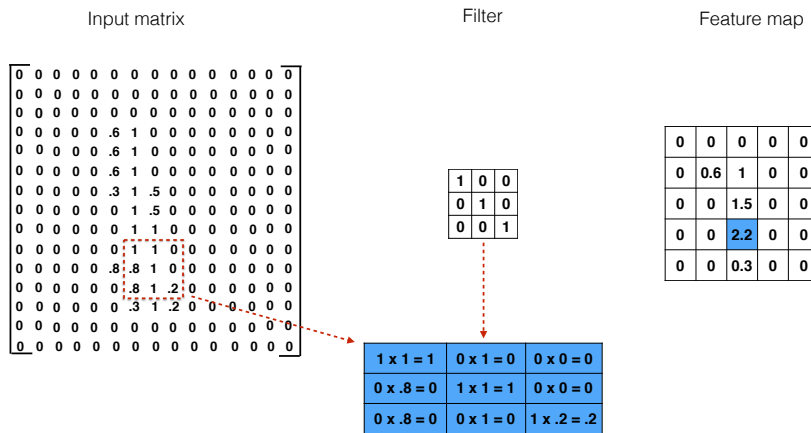 Input matrix
Filter
Feature map
0 0 0 0 0 0 0 0 0 0 0 0 0 0 0
0 0 0 0 0 0 0 0 0 0 0 0 0 0 0
0 0 0 0 0 0 0 0 0 0 0 0 0 0 0
0 0 0 0 0 .6 1 0 0 0 0 0 0 0 0
0 0 0 0 0 .6 1 0 0 0 0 0 0 0 0
0 0 0 0 0 .6 1 0 0 0 0 0 0 0 0
0 0 0 0 0 .3 1 .5 0 0 0 0 0 0 0
0 0 0 0 0 0 1 .5 0 0 0 0 0 0 0
0 0 0 0 0 0 1 1 0 0 0 0 0 0 0
0 0 0 0 0 0 1 1 0 0 0 0 0 0 0
0 0 0 0 0 .8 .8 1 0 0 0 0 0 0 0
0 0 0 0 0 0 .8 1 .2 0 0 0 0 0 0
0 0 0 0 0 0 .3 1 .2 0 0 0 0 0 0
0 0 0 0 0 0 0 0 0 0 0 0 0 0 0
0 0 0 0 0 0 0 0 0 0 0 0 0 0 0
1 0 0
0 1 0
0 0 1
0 0 0 0 0
0 0.6 1 0 0
0 0 1.5 0 0
0 0 2.2 0 0
0 0 0.3 0 0
1 x 1 = 1 0 x 1 = 0 0 x 0 = 0
0 x .8 = 0 1 x 1 = 1 0 x 0 = 0
0 x .8 = 0 0 x 1 = 0 1 x .2 = .2